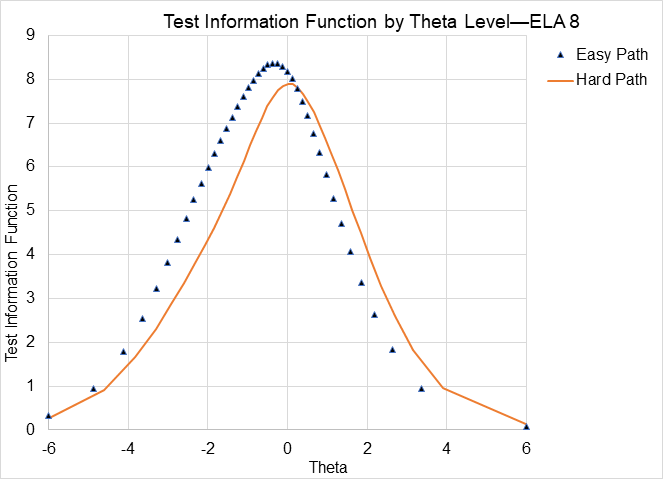 Test Information Function by Theta Level—ELA 8
Easy Path
Hard Path
Test Information Function
9
8
7
6
5
4
3
2
1
0
-6 -4 -2 0 2 4 6
Theta